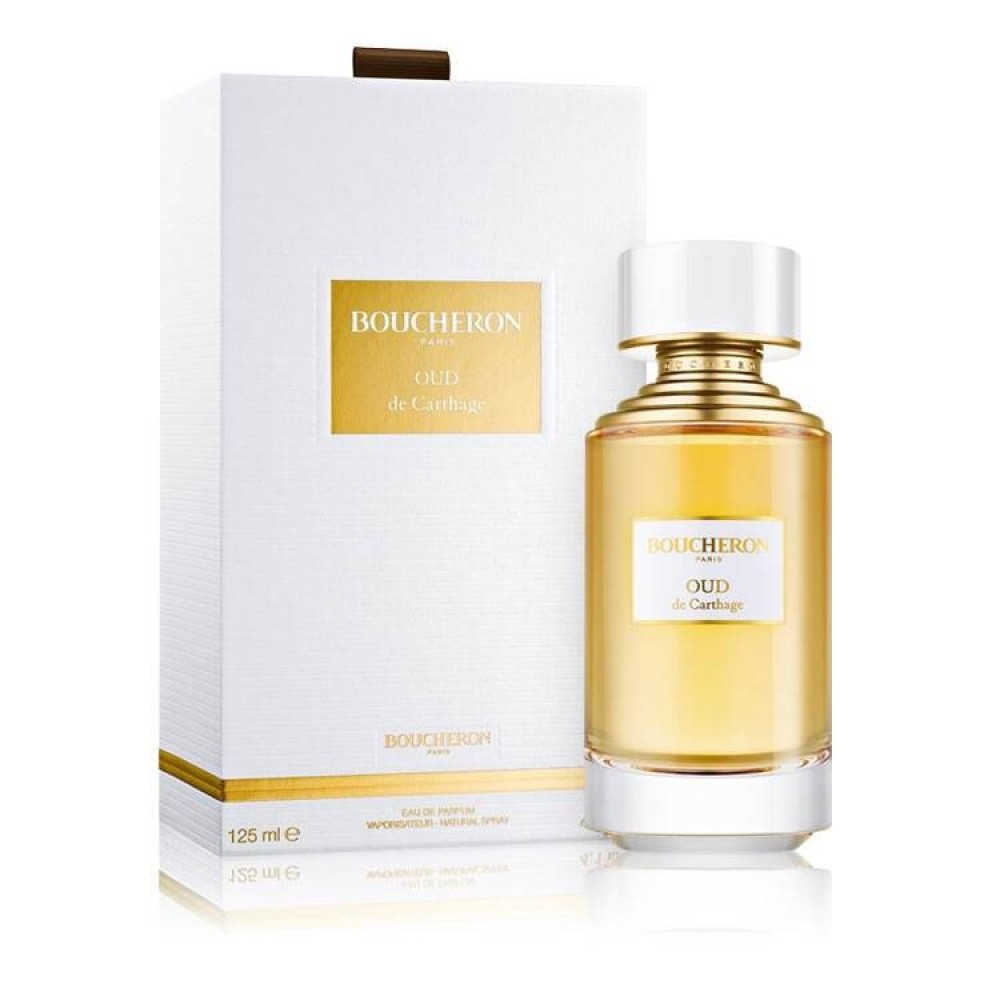 BOUCHERON
PARIS
OUD
de Carthage
BOUCHERON
PARIS
EAU DE PARFUM
VAPORISATEUR - NATURAL SPRAY
125 ml e
BOUCHERON
PARIS
OUD
de Carthage